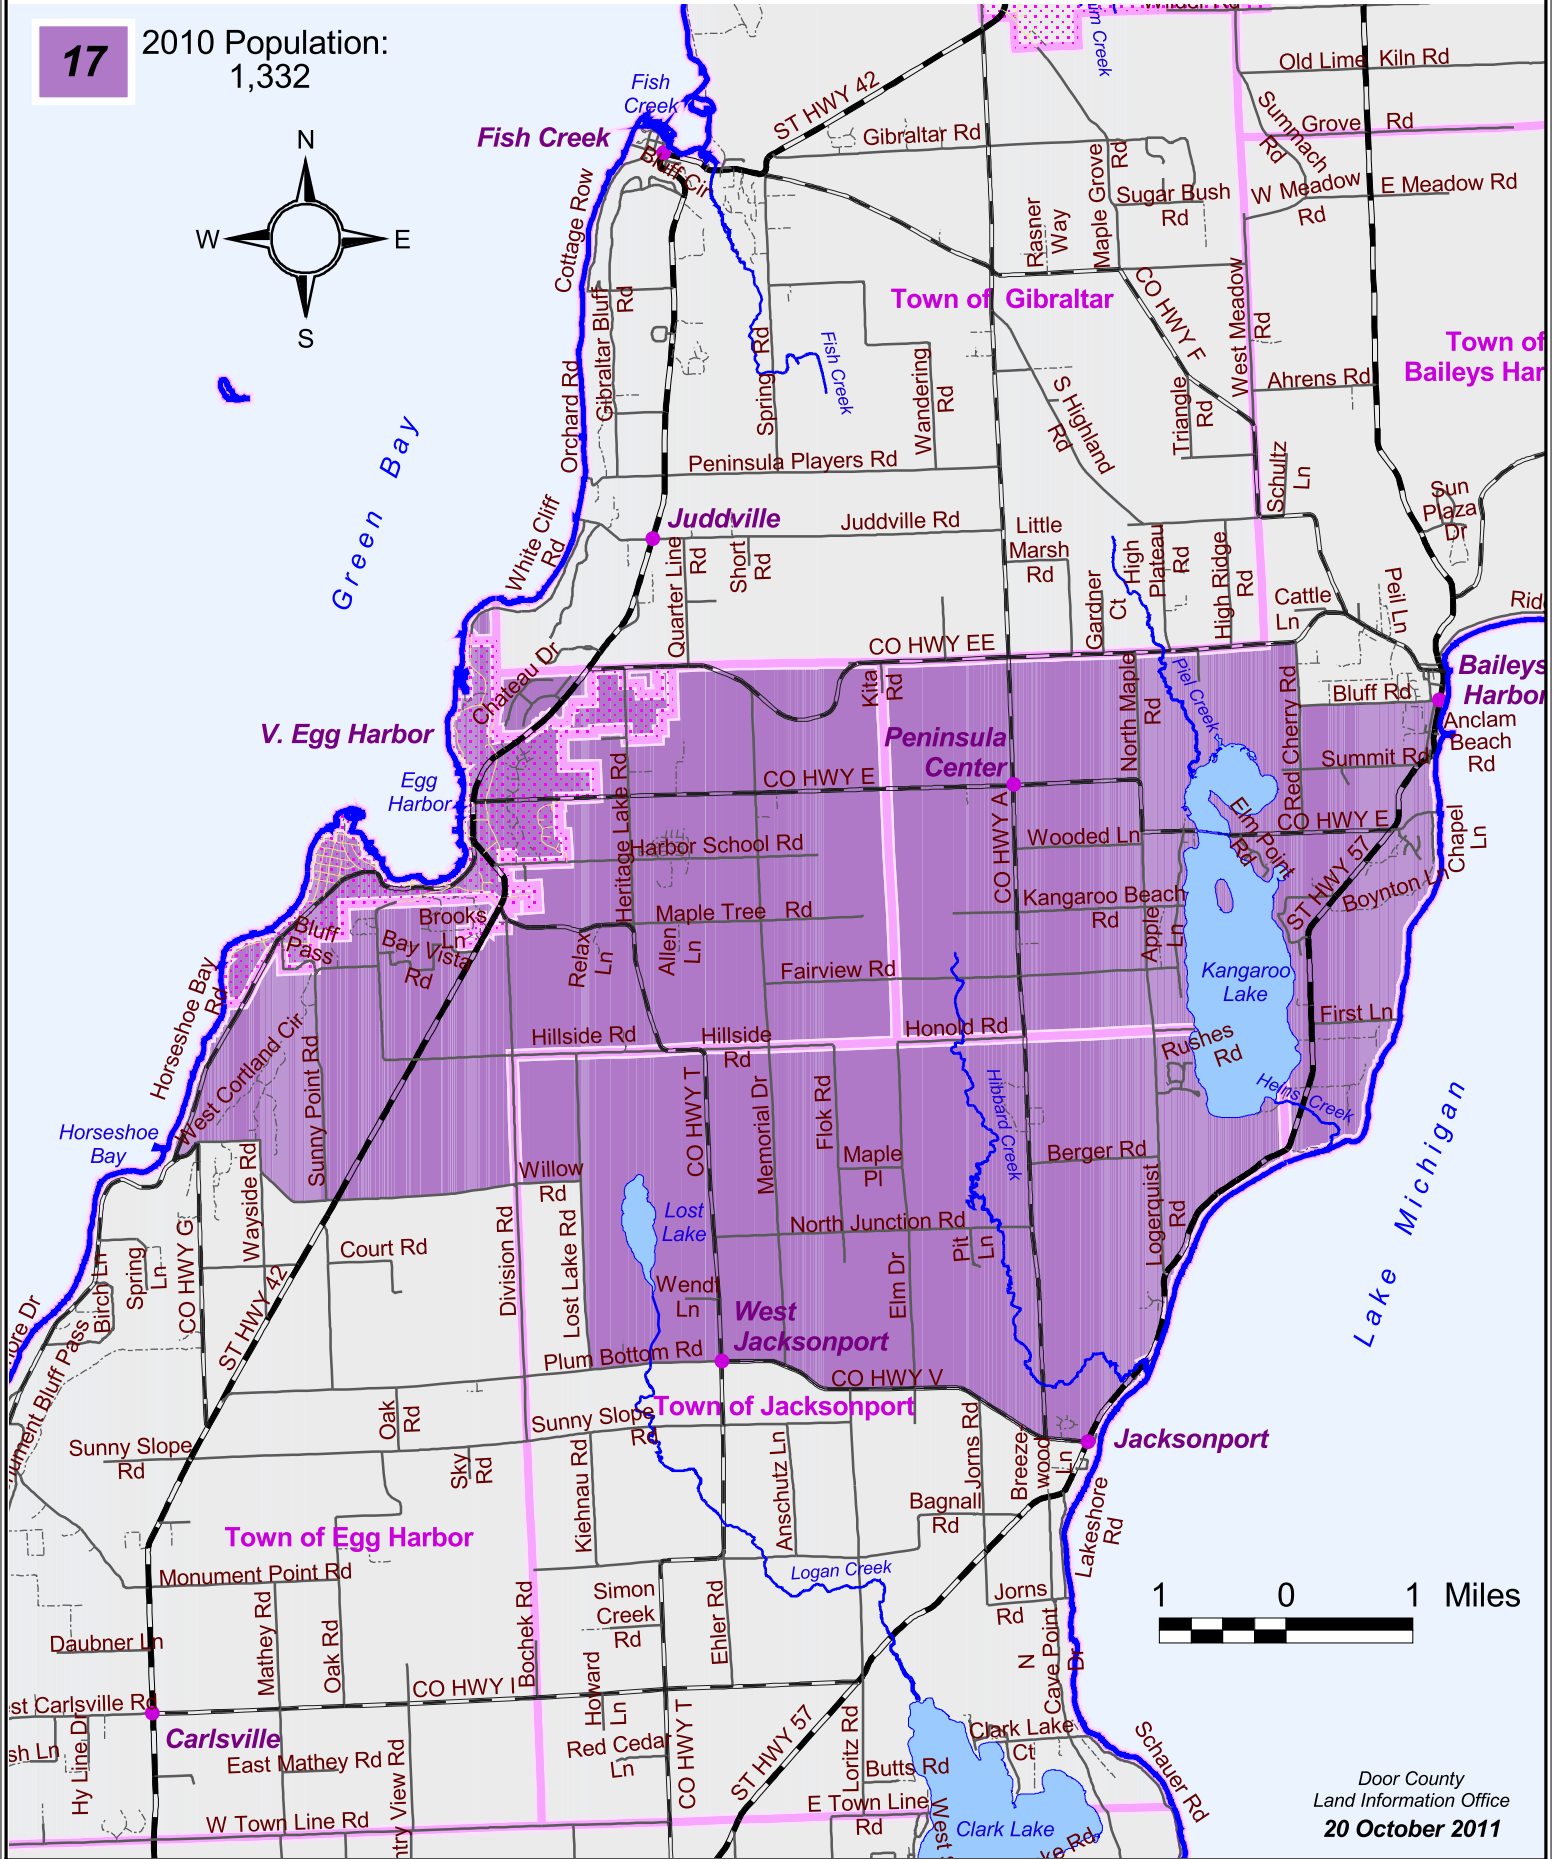 17
2010 Population:
1,332
N
W
E
S
Fish
Creek
Fish Creek
Bluff Cir
ST HWY 42
Gibraltar Rd
Old Lime Kiln Rd
Summach
Rd
Grove Rd
W Meadow
Rd
E Meadow Rd
Maple Grove
Rd
Sugar Bush
Rd
Rasner
Way
Cottage Row
Town of Gibraltar
CO HWY F
West Meadow
Rd
Town of
Baileys Har
Gibraltar Bluff
Rd
Orchard Rd
Spring
Rd
Fish Creek
Wandering
Rd
S Highland
Rd
Triangle
Rd
Ahrens Rd
Green Bay
Peninsula Players Rd
Schultz
Ln
Sun
Plaza
Dr
Juddville
Juddville Rd
White Cliff
Rd
Quarter Line
Rd
Short
Rd
Little
Marsh
Rd
Gardner
Ct
High
Plateau
Rd
High Ridge
Rd
Cattle
Ln
Peil Ln
CO HWY EE
Chateau Dr
Kita
Rd
North Maple
Rd
Piel Creek
Red Cherry Rd
Bluff Rd
Baileys
Harbor
Anclam
Beach
Rd
V. Egg Harbor
Egg
Harbor
Peninsula
Center
Summit Rd
CO HWY E
Heritage Lake Rd
CO HWY A
Elm Point
Rd
CO HWY E
Wooded Ln
Harbor School Rd
Chapel
Ln
ST HWY 57
Boynton Ln
Kangaroo Beach
Rd
Apple
Ln
Maple Tree Rd
Brooks
Ln
Bluff
Pass
Bay Vista
Rd
Relax
Ln
Allen
Ln
Fairview Rd
Kangaroo
Lake
Horseshoe Bay
Rd
West Cortland Cir
Sunny Point Rd
Hillside Rd
Hillside
Rd
Honold Rd
First Ln
Rushes
Rd
Heins Creek
CO HWY T
Memorial Dr
Flok Rd
Hibbard Creek
Horseshoe
Bay
Wayside Rd
Willow
Rd
Maple
Pl
Berger Rd
Lake Michigan
Lost
Lake
North Junction Rd
Pit
Ln
Logerquist
Rd
CO HWY G
Spring
Ln
Birch Ln
Court Rd
Division Rd
Lost Lake Rd
Elm Dr
Wendt
Ln
ST HWY 42
West
Jacksonport
Plum Bottom Rd
CO HWY V
Town of Jacksonport
Oak
Rd
Sunny Slope
Rd
Sunny Slope
Rd
Sky
Rd
Kiehnau Rd
Anschutz Ln
Jorns Rd
Breeze-
wood
Ln
Jacksonport
Bagnall
Rd
Lakeshore
Rd
Town of Egg Harbor
Monument Point Rd
Logan Creek
Simon
Creek
Rd
Jorns
Rd
1 0 1 Miles
Daubner Ln
Mathey Rd
Oak Rd
Bochek Rd
Ehler Rd
N
Cave Point
Dr
CO HWY I
st Carlsville Rd
Howard
Ln
Carlsville
Hy Line Dr
sh Ln
East Mathey Rd
Red Cedar
Ln
CO HWY T
ST HWY 57
Loritz Rd
Clark Lake
Ct
Butts Rd
Schauer Rd
W Town Line Rd
E Town Line
Rd
Clark Lake
Door County
Land Information Office
20 October 2011